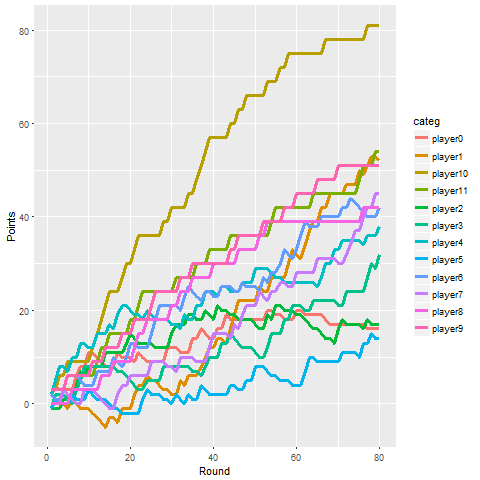 80
60
40
20
0
Points
0
20
40
60
80
Round
categ
player0
player1
player10
player11
player2
player3
player4
player5
player6
player7
player8
player9